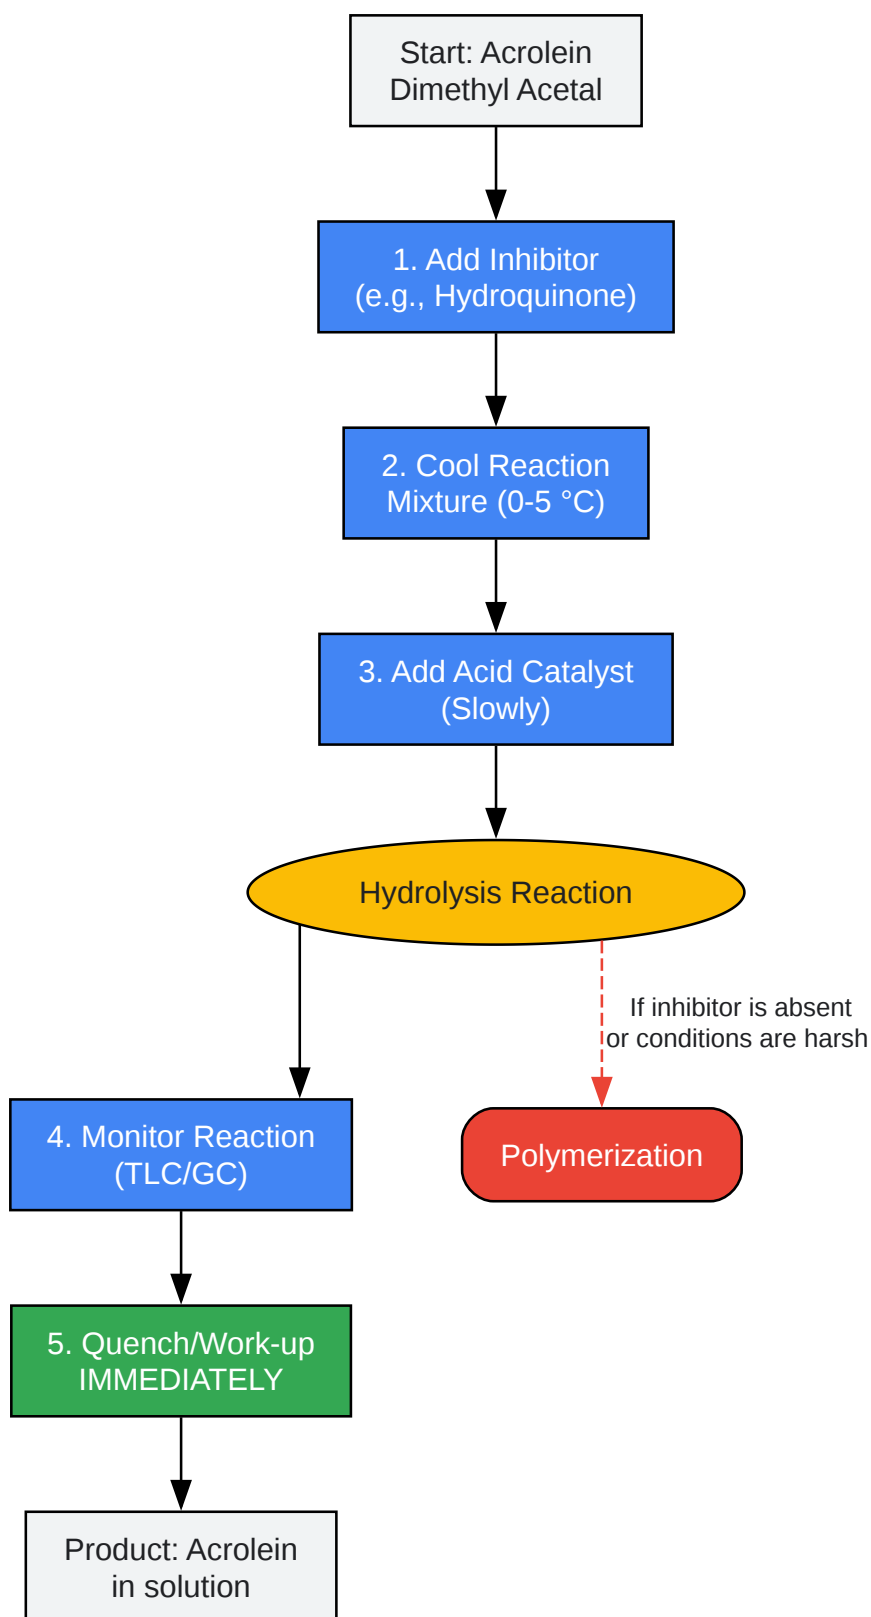 Start: Acrolein
Dimethyl Acetal
1. Add Inhibitor
(e.g., Hydroquinone)
2. Cool Reaction
Mixture (0-5 °C)
3. Add Acid Catalyst
(Slowly)
Hydrolysis Reaction
If inhibitor is absent
or conditions are harsh
4. Monitor Reaction
(TLC/GC)
Polymerization
5. Quench/Work-up
IMMEDIATELY
Product: Acrolein
in solution